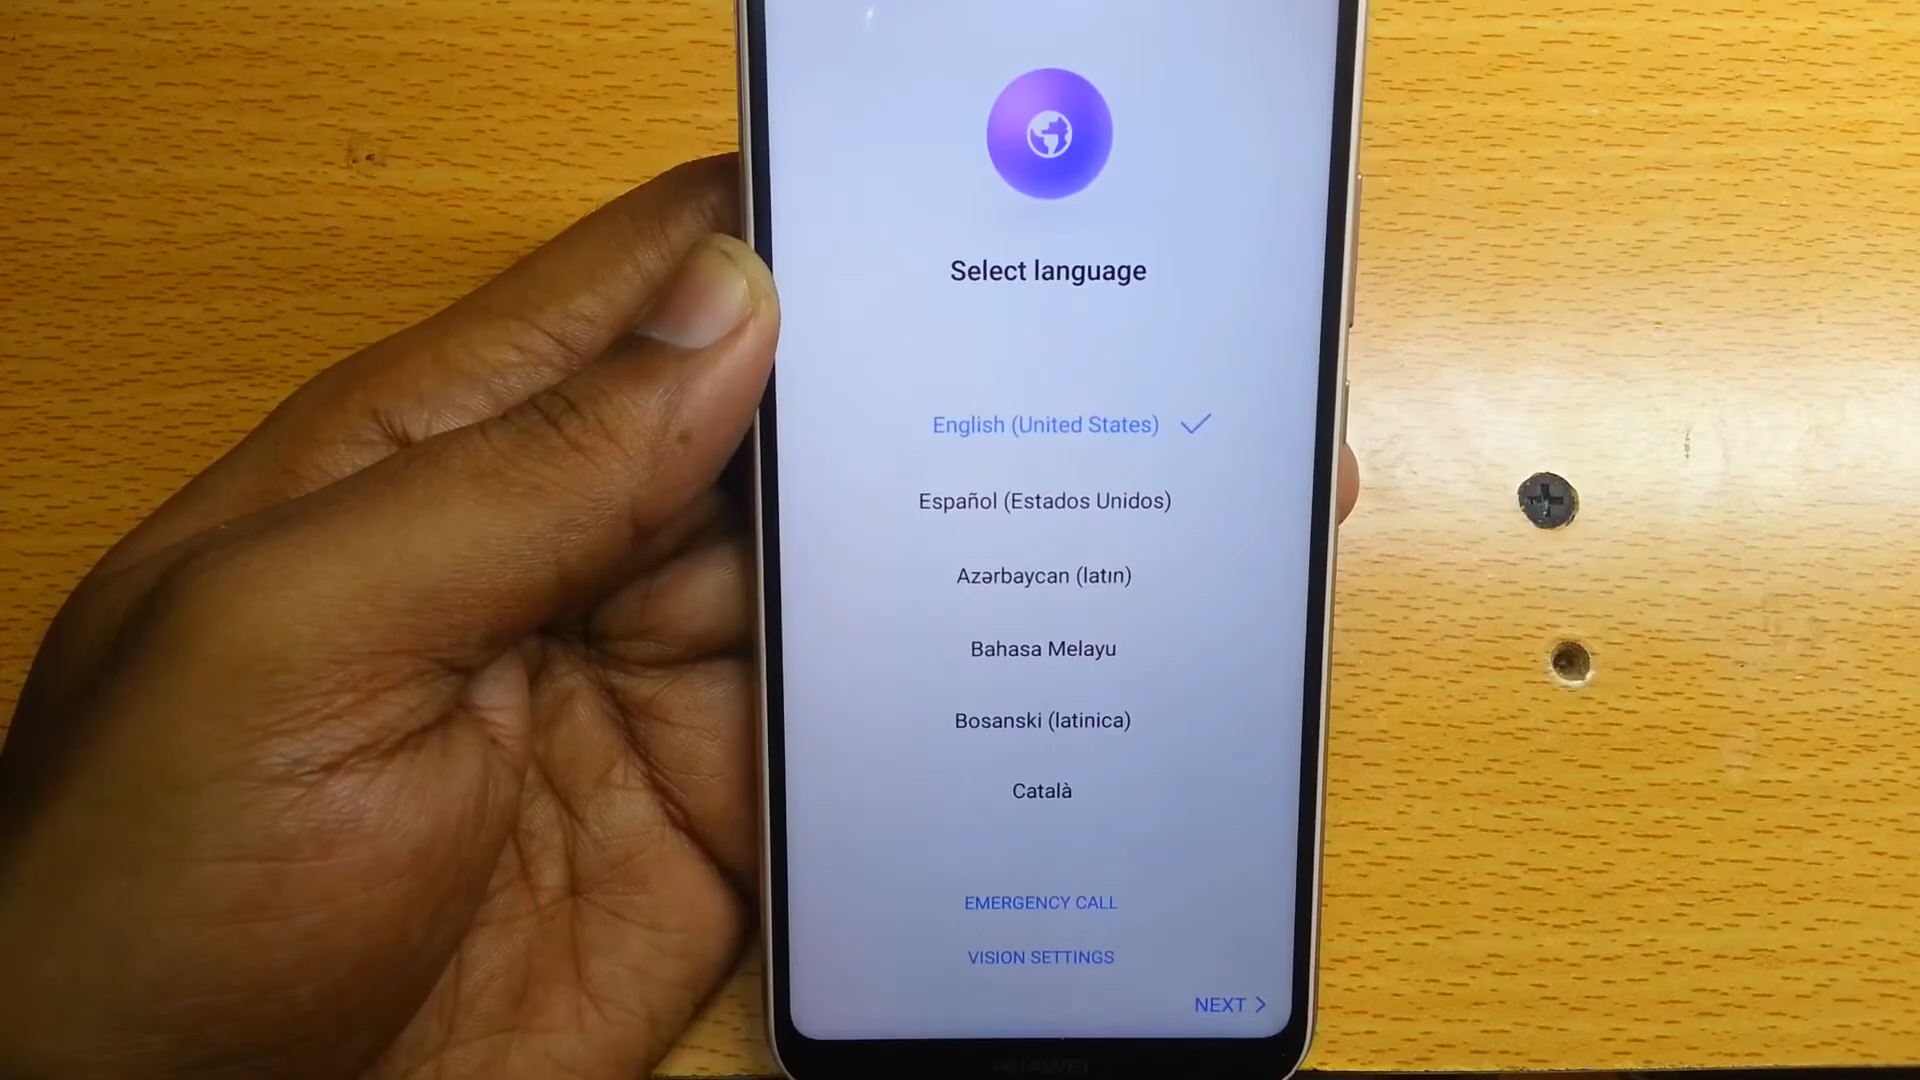 Select language
English (United States)
Español (Estados Unidos)
Azərbaycan (latın)
Bahasa Melayu
Bosanski (latinica)
Català
EMERGENCY CALL
VISION SETTINGS
NEXT
HUAWEI